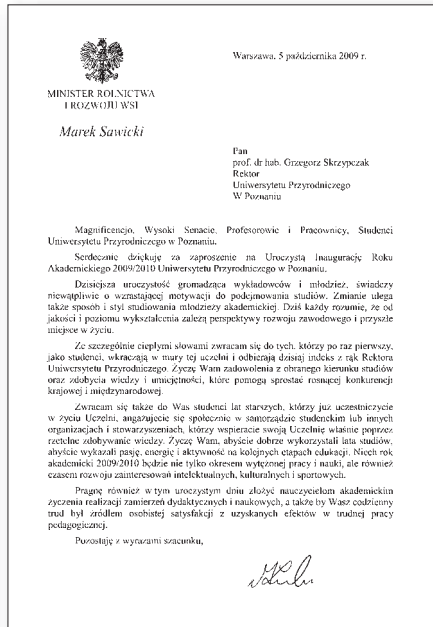 Warszawa, 5 października 2009 r.
MINISTER ROLNICTWA
I ROZWOJU WSI
Marek Sawicki
Pan
prof. dr hab. Grzegorz Skrzypczak
Rektor
Uniwersytetu Przyrodniczego
W Poznaniu
Magnificencjo, Wysoki Senacie, Profesorowie i Pracownicy, Studenci
Uniwersytetu Przyrodniczego w Poznaniu.
Serdecznie dziękuję za zaproszenie na Uroczystą Inaugurację Roku
Akademickiego 2009/2010 Uniwersytetu Przyrodniczego w Poznaniu.
Dzisiejsza uroczystość gromadząca wykładowców i młodzież, świadczy
niewątpliwie o wzrastającej motywacji do podejmowania studiów. Zmianie ulega
także sposób i styl studiowania młodzieży akademickiej. Dziś każdy rozumie, że od
jakości i poziomu wykształcenia zależą perspektywy rozwoju zawodowego i przyszłe
miejsce w życiu.
Ze szczególnie ciepłymi słowami zwracam się do tych, którzy po raz pierwszy,
jako studenci, wkraczają w mury tej uczelni i odbierają dzisiaj indeks z rąk Rektora
Uniwersytetu Przyrodniczego. Życzę Wam zadowolenia z obranego kierunku studiów
oraz zdobycia wiedzy i umiejętności, które pomogą sprostać rosnącej konkurencji
krajowej i międzynarodowej.
Zwracam się także do Was studenci lat starszych, którzy już uczestniczycie
w życiu Uczelni, angażujecie się społecznie w samorządzie studenckim lub innych
organizacjach i stowarzyszeniach, którzy wspieracie swoją Uczelnię właśnie poprzez
rzetelne zdobywanie wiedzy. Życzę Wam, abyście dobrze wykorzystali lata studiów,
abyście wykazali pasję, energię i aktywność na kolejnych etapach edukacji. Niech rok
akademicki 2009/2010 będzie nie tylko okresem wytężonej pracy i nauki, ale również
czasem rozwoju zainteresowań intelektualnych, kulturalnych i sportowych.
Pragnę również w tym uroczystym dniu złożyć nauczycielom akademickim
życzenia realizacji zamierzeń dydaktycznych i naukowych, a także by Wasz codzienny
trud był źródłem osobistej satysfakcji z uzyskanych efektów w trudnej pracy
pedagogicznej.
Pozostaję z wyrazami szacunku,